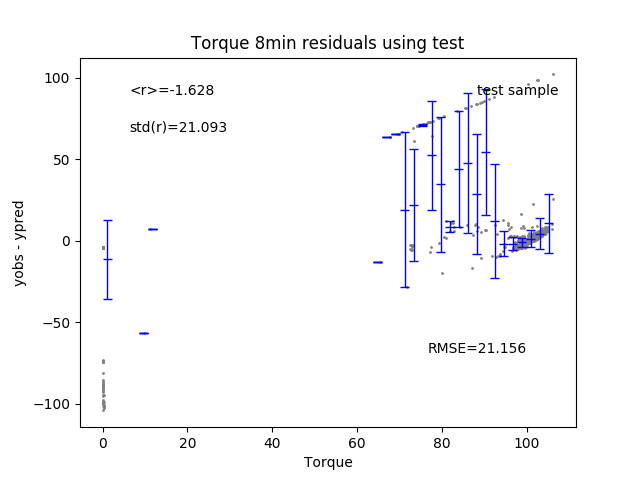 Torque 8min residuals using test
<r>=-1.628
test sample
std(r)=21.093
RMSE=21.156
yobs - ypred
100
50
0
−50
−100
0 20 40 60 80 100
Torque